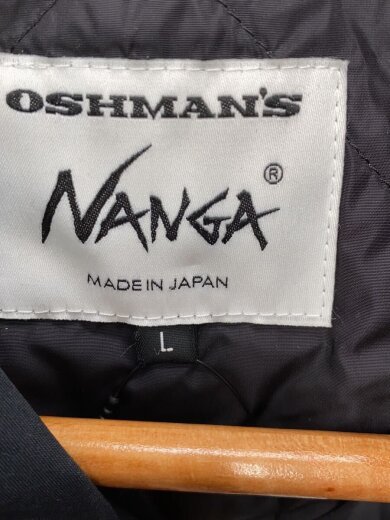 OSHMAN'S
NANGA ®
MADE IN JAPAN
L